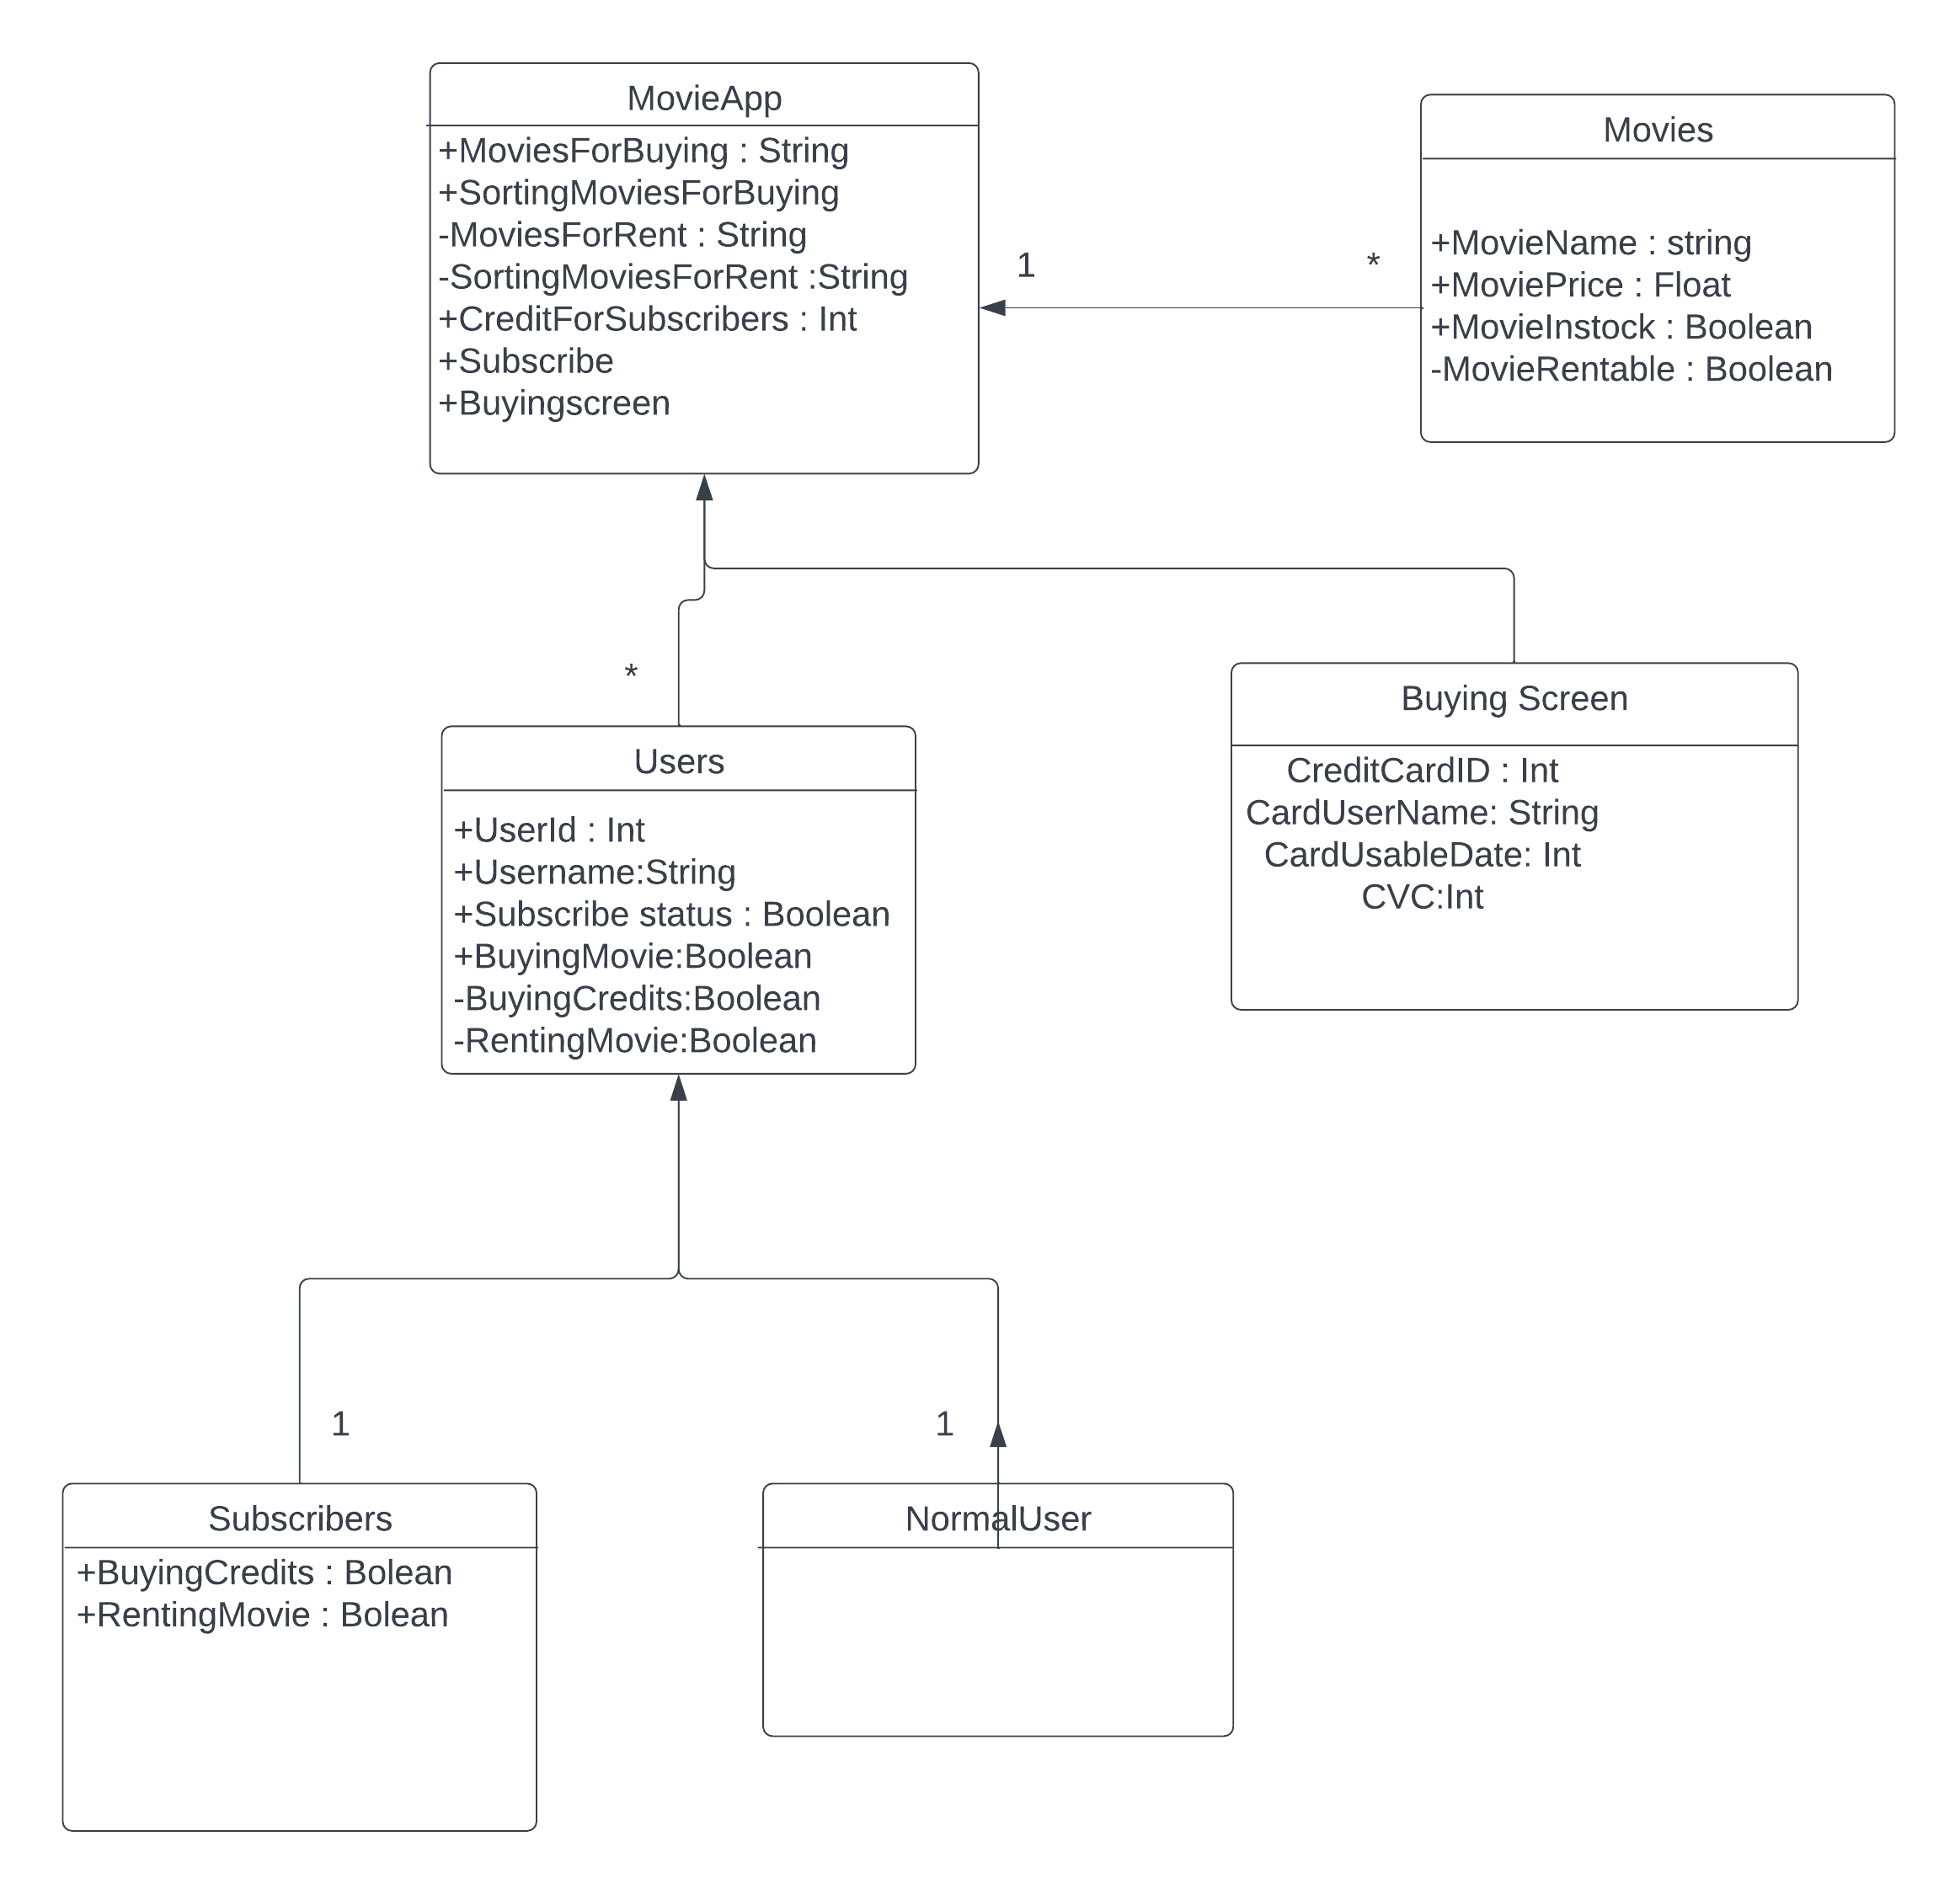 MovieApp
+MoviesForBuying : String
+SortingMoviesForBuying
-MoviesForRent : String
-SortingMoviesForRent :String
+CreditForSubscribers : Int
+Subscribe
+Buyingscreen
1
*
Movies
+MovieName : string
+MoviePrice : Float
+MovieInstock : Boolean
-MovieRentable : Boolean
*
Users
+UserId : Int
+Username:String
+Subscribe status : Boolean
+BuyingMovie:Boolean
-BuyingCredits:Boolean
-RentingMovie:Boolean
Buying Screen
CreditCardID : Int
CardUserName: String
CardUsableDate: Int
CVC:Int
1
1
Subscribers
+BuyingCredits : Bolean
+RentingMovie : Bolean
NormalUser